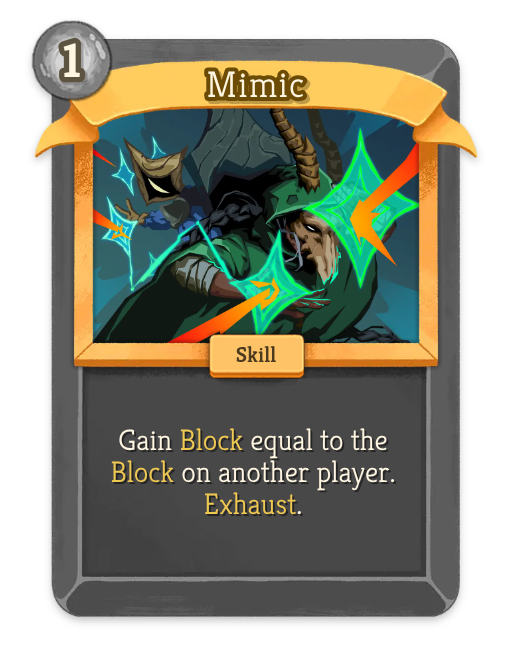 1
Mimic
Skill
Gain Block equal to the
Block on another player.
Exhaust.